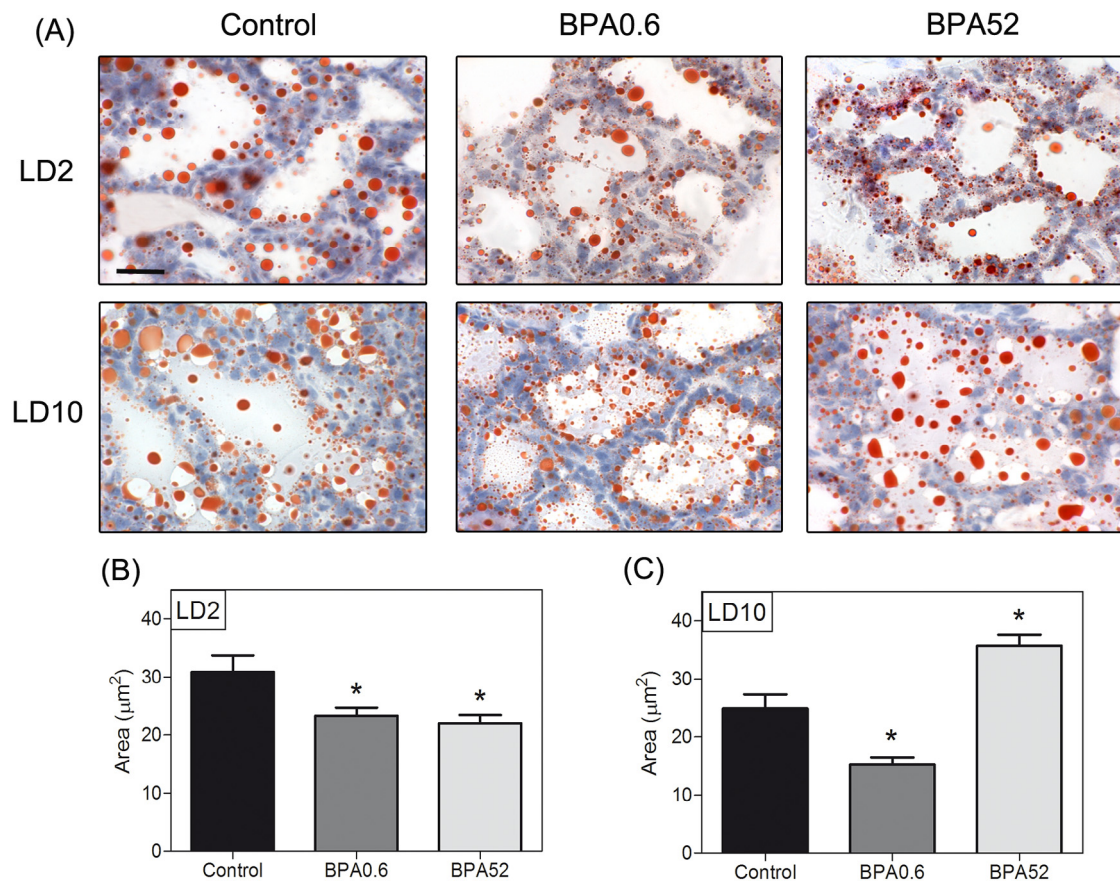 (A)
Control BPA0.6 BPA52
LD2
LD10
(B)
LD2
Area (μm²)
40
30
20
10
0
Control BPA0.6 BPA52
(C)
LD10
Area (μm²)
40
30
20
10
0
* * 
* *
Control BPA0.6 BPA52